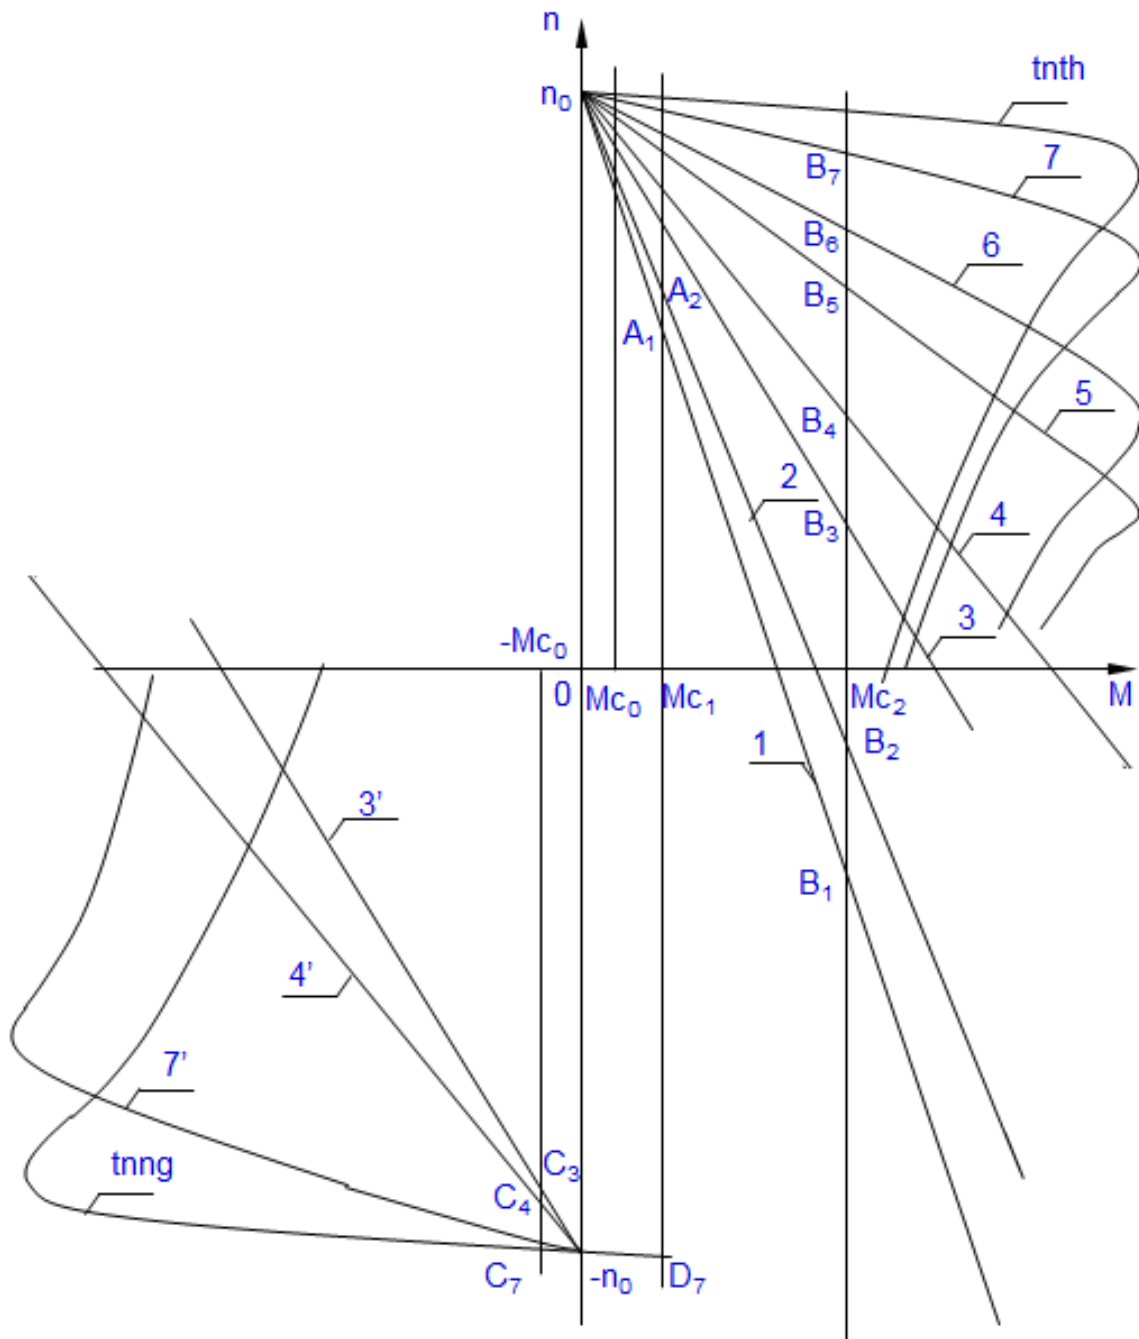 n
tnth
n₀
B₇
7
B₆
6
A₂
B₅
A₁
5
B₄
2
B₃
4
3
-Mc₀
0
Mc₀
Mc₁
Mc₂
M
B₂
1
3’
B₁
4’
7’
tnng
C₃
C₄
C₇
-n₀
D₇